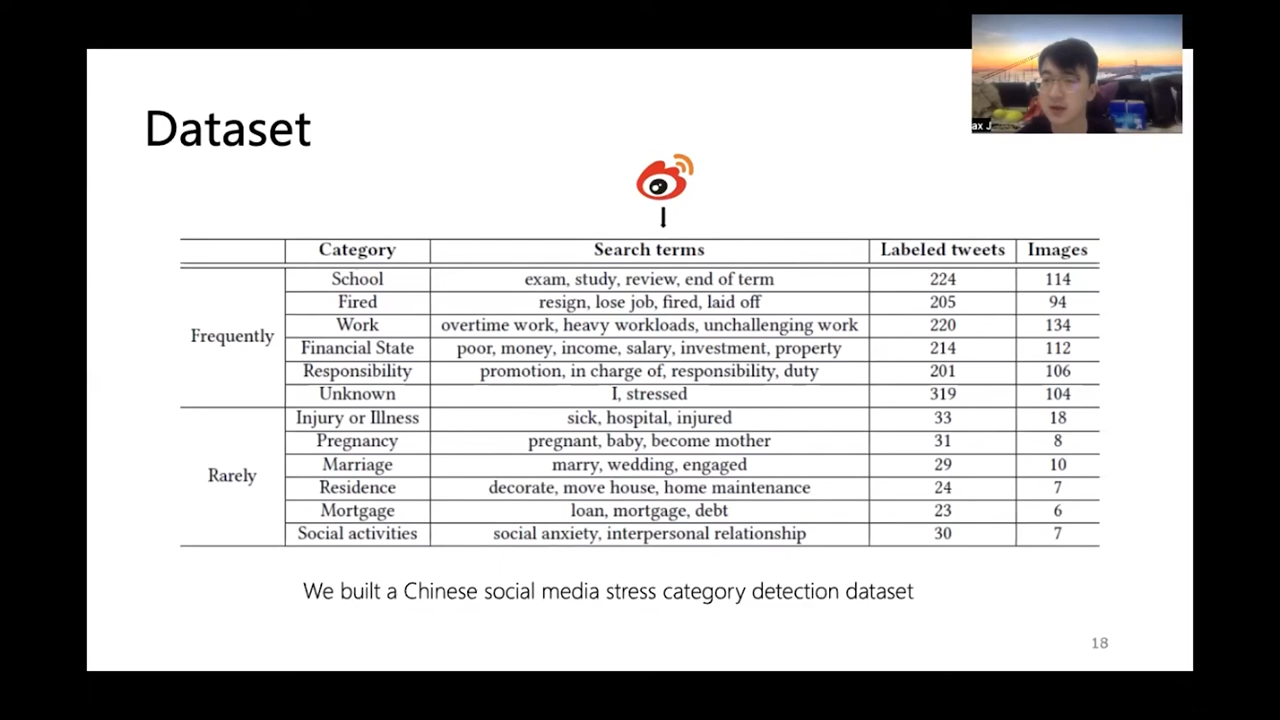 Dataset
ax J
Category Search terms Labeled tweets Images
Frequently
School exam, study, review, end of term 224 114
Fired resign, lose job, fired, laid off 205 94
Work overtime work, heavy workloads, unchallenging work 220 134
Financial State poor, money, income, salary, investment, property 214 112
Responsibility promotion, in charge of, responsibility, duty 201 106
Unknown I, stressed 319 104
Rarely
Injury or Illness sick, hospital, injured 33 18
Pregnancy pregnant, baby, become mother 31 8
Marriage marry, wedding, engaged 29 10
Residence decorate, move house, home maintenance 24 7
Mortgage loan, mortgage, debt 23 6
Social activities social anxiety, interpersonal relationship 30 7
We built a Chinese social media stress category detection dataset
18